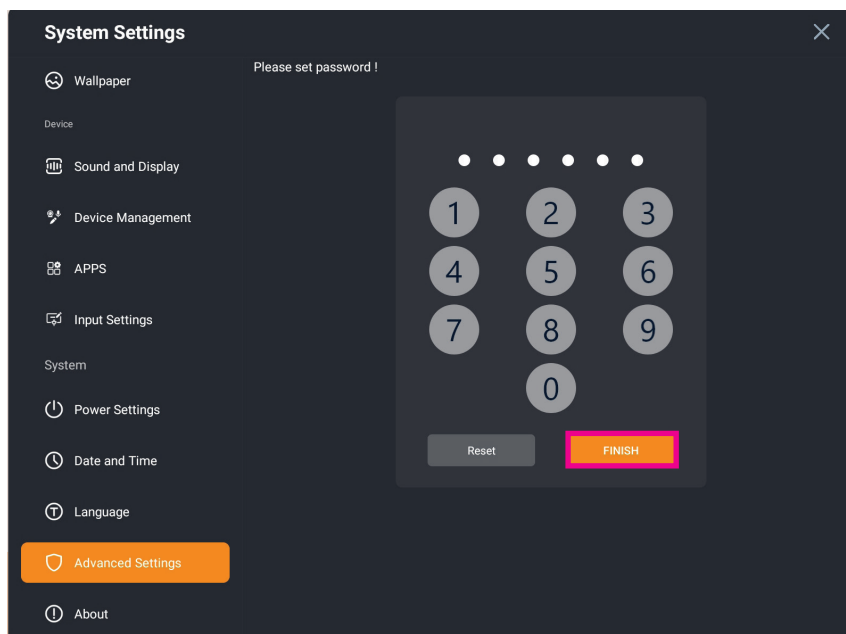 System Settings
Wallpaper
Device
Sound and Display
Device Management
APPS
Input Settings
System
Power Settings
Date and Time
Language
Advanced Settings
About
Please set password !
1 2 3
4 5 6
7 8 9
0
Reset FINISH